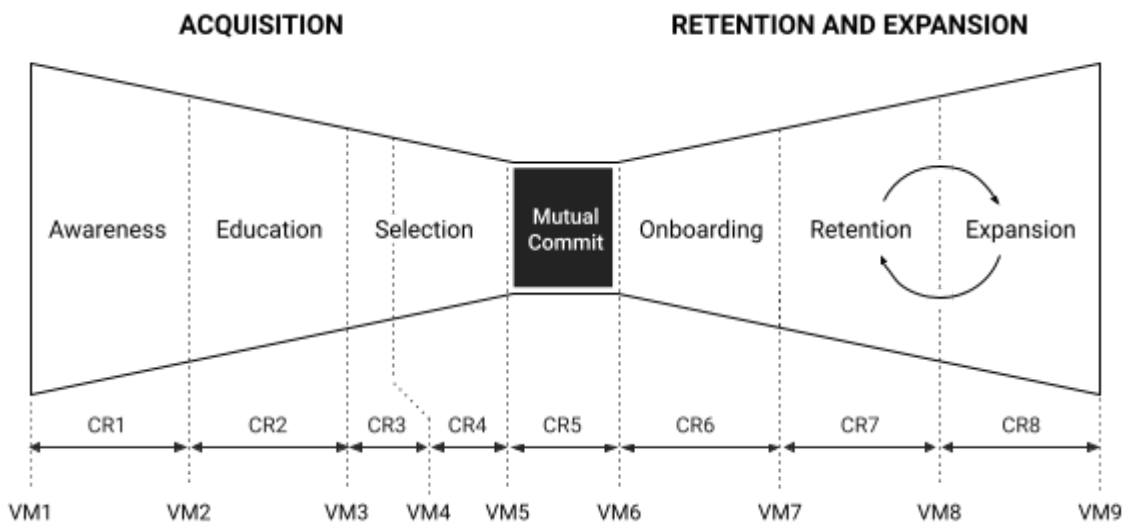 ACQUISITION
RETENTION AND EXPANSION
Awareness
Education
Selection
Mutual
Commit
Onboarding
Retention
Expansion
CR1
CR2
CR3
CR4
CR5
CR6
CR7
CR8
VM1
VM2
VM3
VM4
VM5
VM6
VM7
VM8
VM9